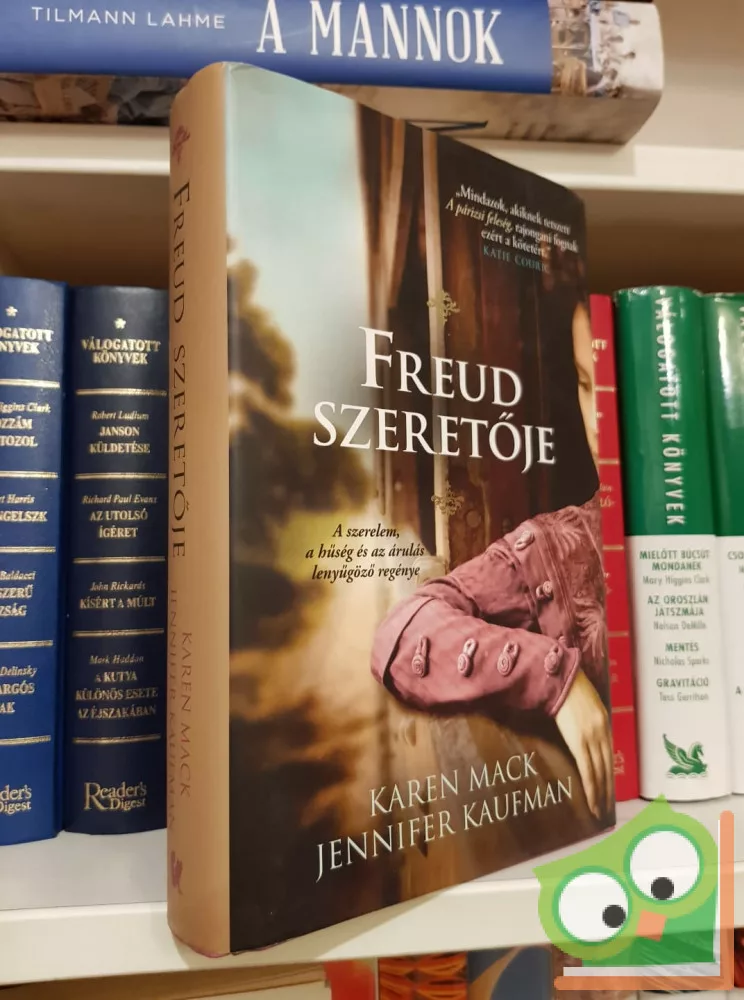 TILMANN LAHME
A MANNOK
FREUD SZERETŐJE
KAREN MACK
JENNIFER KAUFMAN
„Mindazok, akiknek tetszett
A párizsi feleség, rajongani fognak
ezért a kötetért."
KATIE COURIC
FREUD
SZERETŐJE
A szerelem,
a hűség és az árulás
lenyűgöző regénye
KAREN MACK
JENNIFER KAUFMAN
VÁLOGATOTT
KÖNYVEK
Robert Ludlum
JANSON
KÜLDETÉSE
Richard Paul Evans
AZ UTOLSÓ
ÍGÉRET
John Rickards
KÍSÉRT A MÚLT
Mark Haddon
A KUTYA
KÜLÖNÖS ESETE
AZ ÉJSZAKÁBAN
Reader's
Digest
VÁLOGATOTT KÖNYVEK
MIELŐTT BÚCSÚT
MONDANÉK
Mary Higgins Clark
AZ OROSZLÁN
JÁTSZMÁJA
Nelson DeMille
MENTÉS
Nicholas Sparks
GRAVITÁCIÓ
Tess Gerritsen